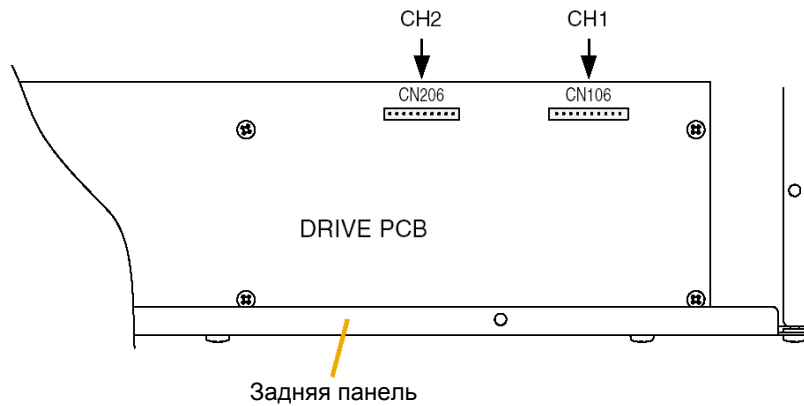 CH2
CH1
CN206
CN106
DRIVE PCB
Задняя панель